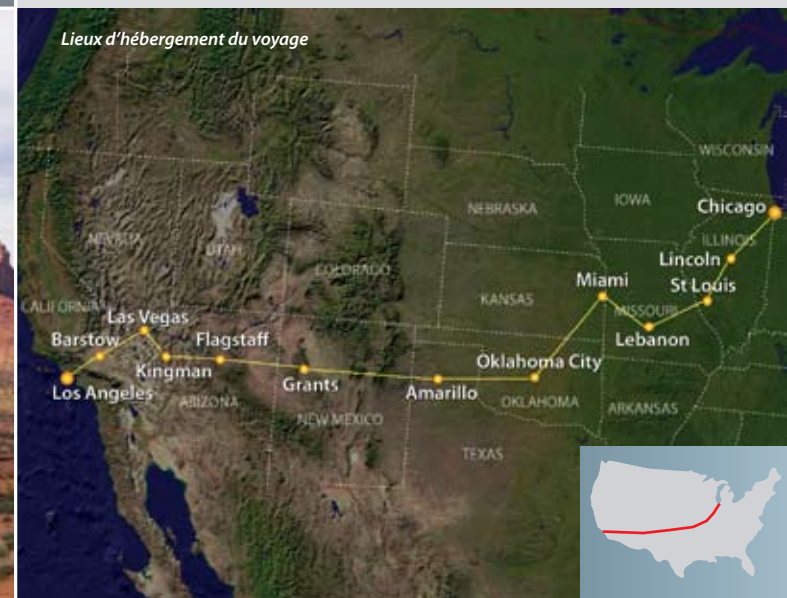 Lieux d'hébergement du voyage
WISCONSIN
NEBRASKA
IOWA
Chicago
ILLINOIS
NEVADA
UTAH
COLORADO
Lincoln
Miami
St Louis
KANSAS
MISSOURI
CALIFORNIA
Las Vegas
Barstow
Flagstaff
Lebanon
Kingman
Grants
Oklahoma City
Los Angeles
ARIZONA
Amarillo
OKLAHOMA
ARKANSAS
NEW MEXICO
TEXAS